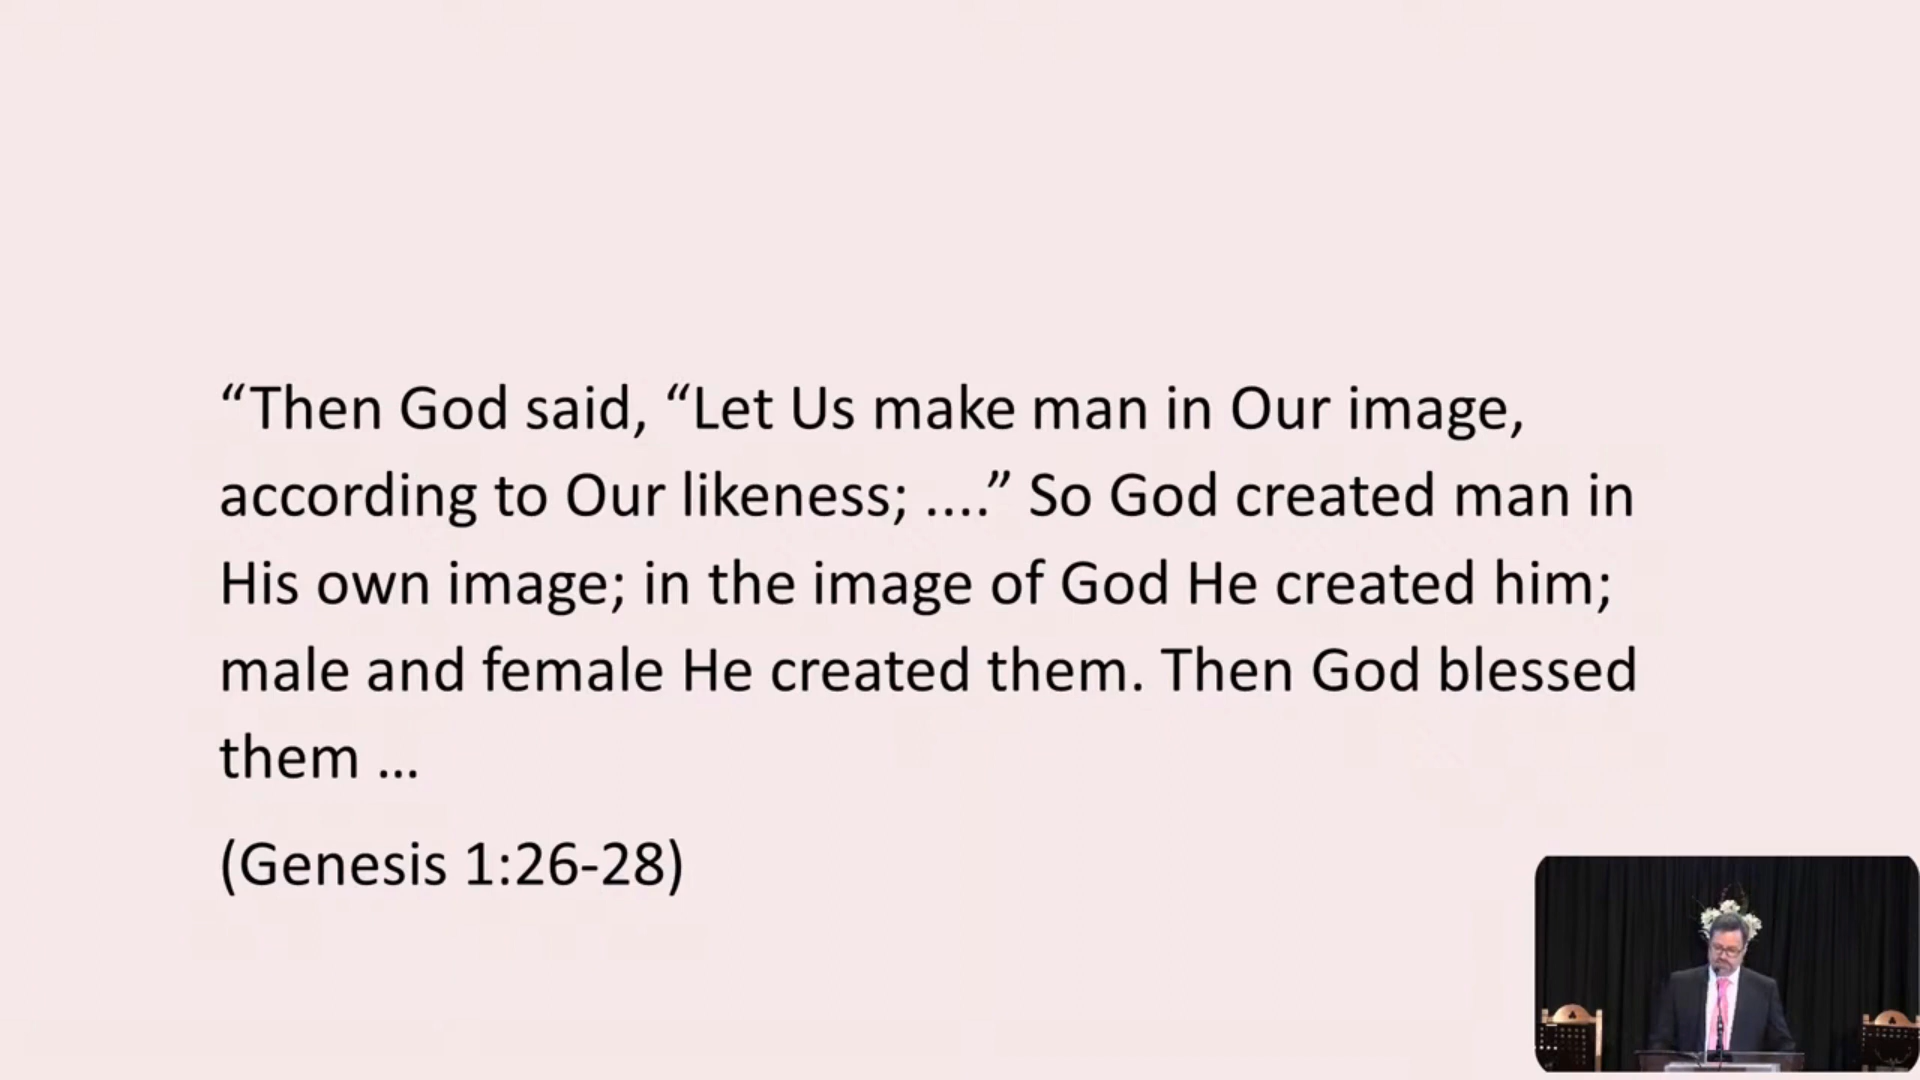 “Then God said, “Let Us make man in Our image,
according to Our likeness; ....” So God created man in
His own image; in the image of God He created him;
male and female He created them. Then God blessed
them ...
(Genesis 1:26-28)